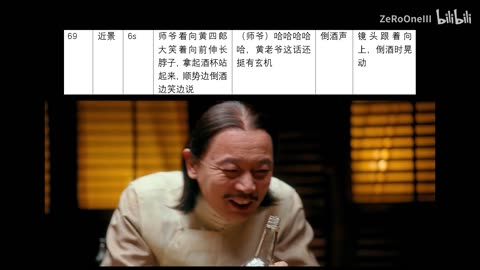 ZeRoOneIII bilibili
69
近景
6s
师爷看向黄四郎
大笑着向前伸长
脖子，拿起酒杯站
起来，顺势边倒酒
边笑边说
（师爷）哈哈哈哈
哈，黄老爷这话还
挺有玄机
倒酒声
镜头跟着向
上，倒酒时晃
动